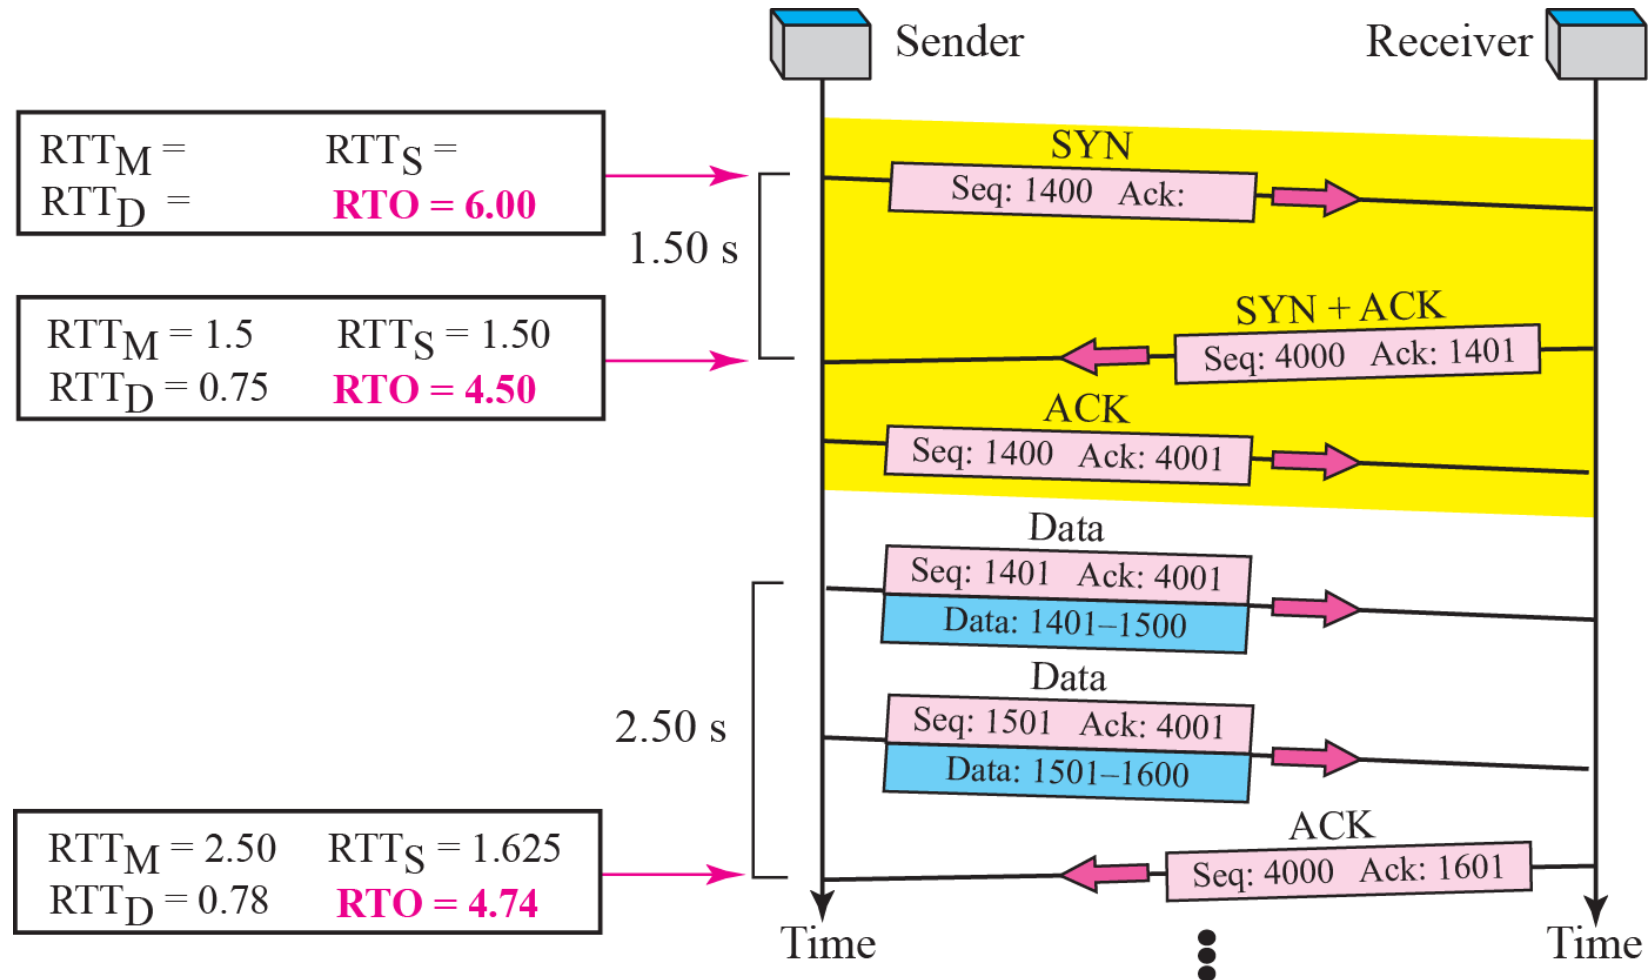 Sender
Receiver
RTTM = RTTS =
RTTD = RTO = 6.00
SYN
Seq: 1400 Ack:
1.50 s
SYN + ACK
Seq: 4000 Ack: 1401
RTTM = 1.5 RTTS = 1.50
RTTD = 0.75 RTO = 4.50
ACK
Seq: 1400 Ack: 4001
Data
Seq: 1401 Ack: 4001
Data: 1401–1500
2.50 s
Data
Seq: 1501 Ack: 4001
Data: 1501–1600
RTTM = 2.50 RTTS = 1.625
RTTD = 0.78 RTO = 4.74
ACK
Seq: 4000 Ack: 1601
Time
Time